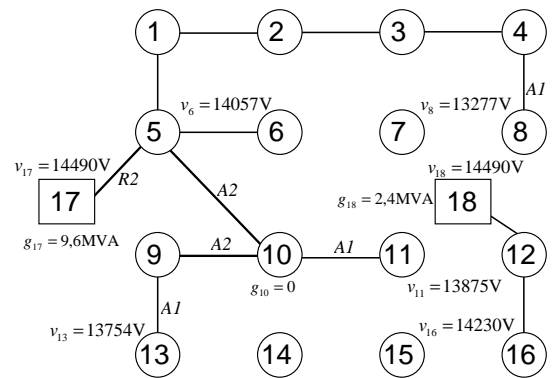 1 2 3 4
v6 = 14057V
v8 = 13277V
A1
5 6 7 8
v17 = 14490V
v18 = 14490V
R2
17
A2
g18 = 2,4MVA
18
g17 = 9,6MVA
A2
A1
9 10 11 12
g10 = 0
v11 = 13875V
A1
v13 = 13754V
v16 = 14230V
13 14 15 16